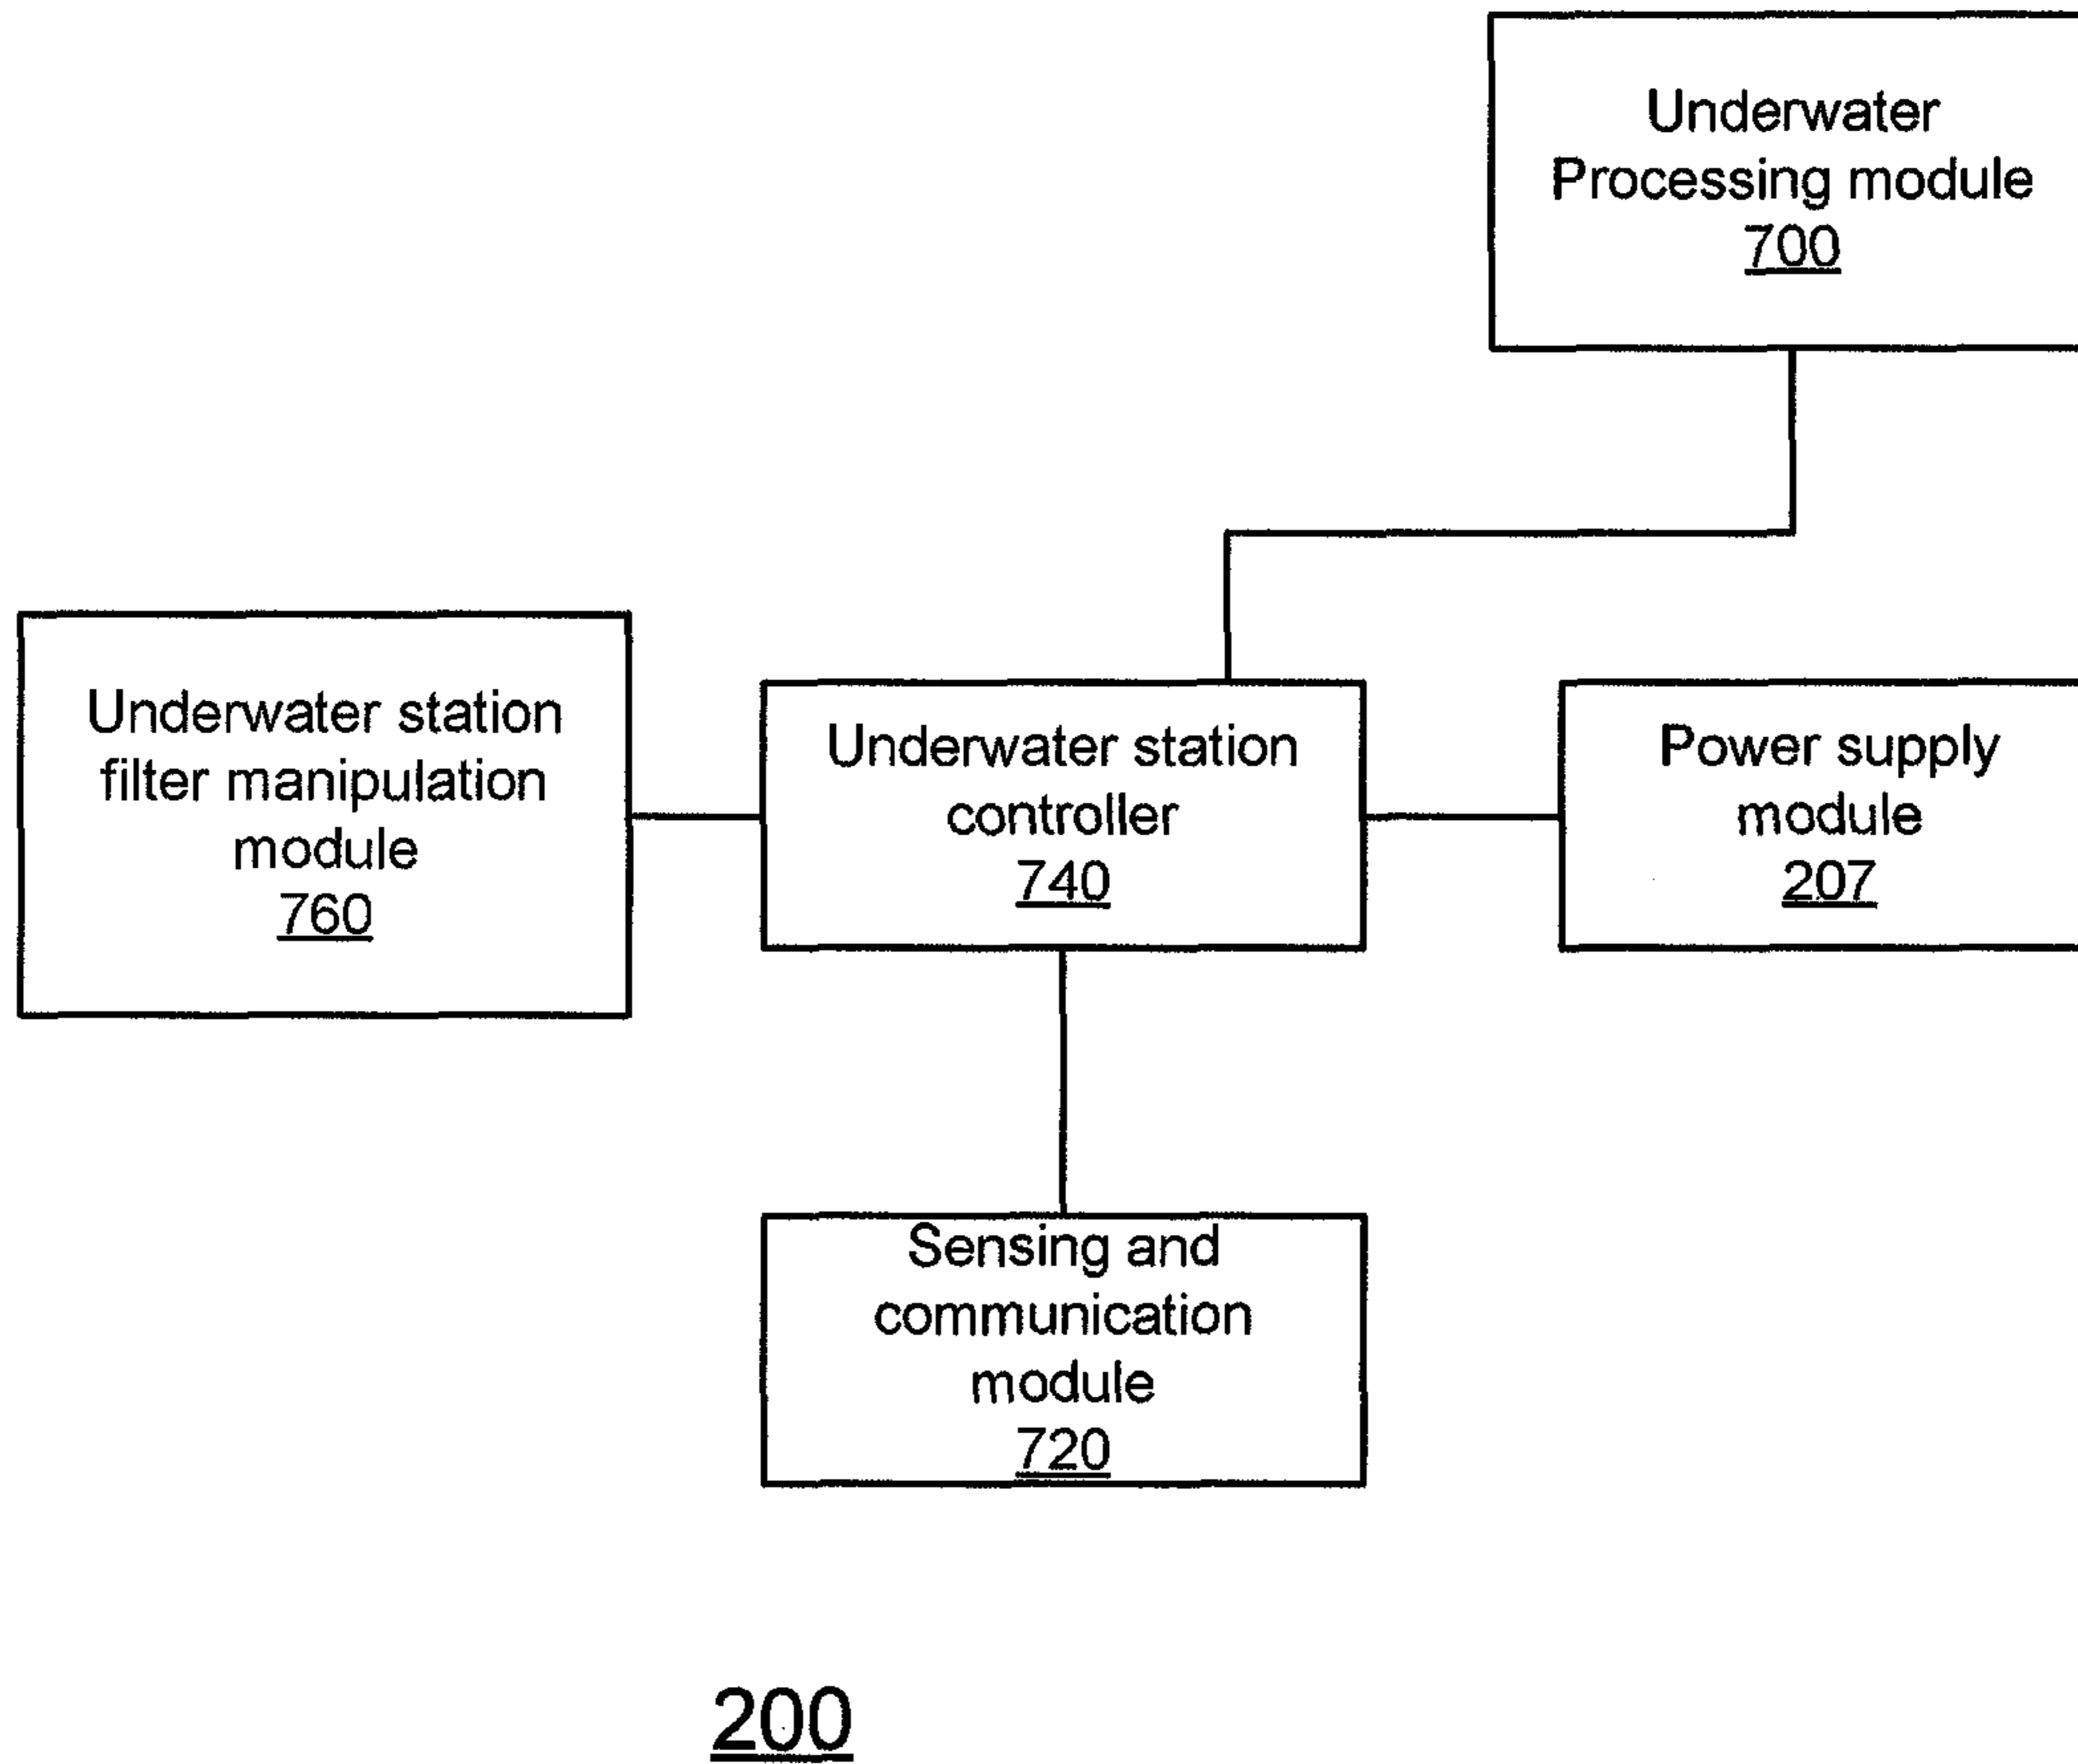 Underwater
Processing module
700
Underwater station
filter manipulation
module
760
Underwater station
controller
740
Power supply
module
207
Sensing and
communication
module
720
200